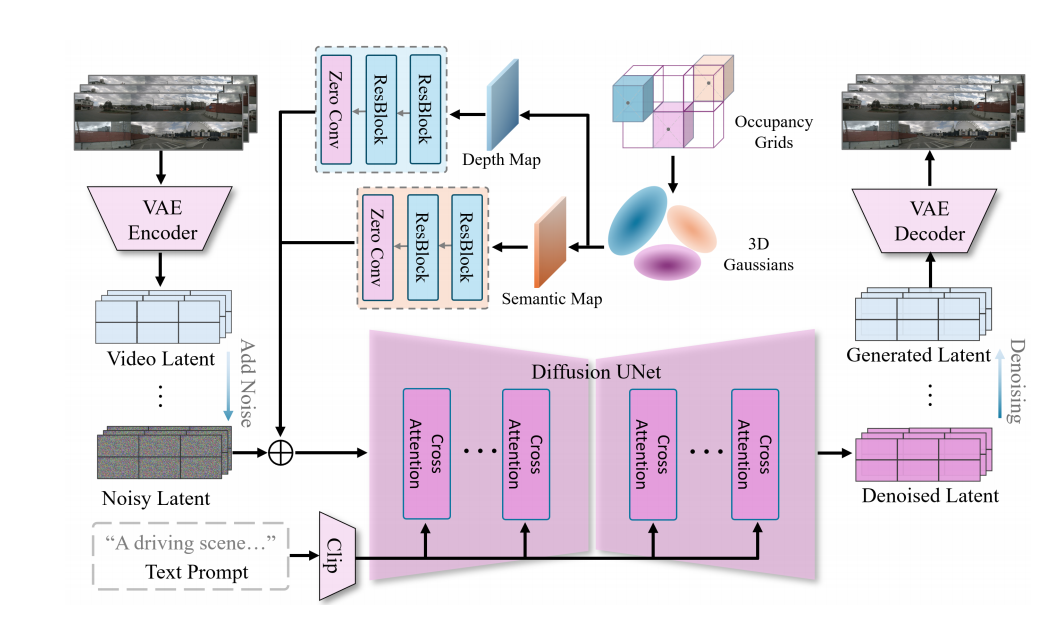 Zero Conv
ResBlock
ResBlock
Depth Map
Occupancy
Grids
VAE
Encoder
Zero Conv
ResBlock
ResBlock
Semantic Map
3D
Gaussians
VAE
Decoder
Video Latent
Add Noise
Noisy Latent
Diffusion UNet
Cross
Attention
Cross
Attention
Cross
Attention
Cross
Attention
Generated Latent
Denoising
Denoised Latent
“A driving scene…”
Text Prompt
Clip